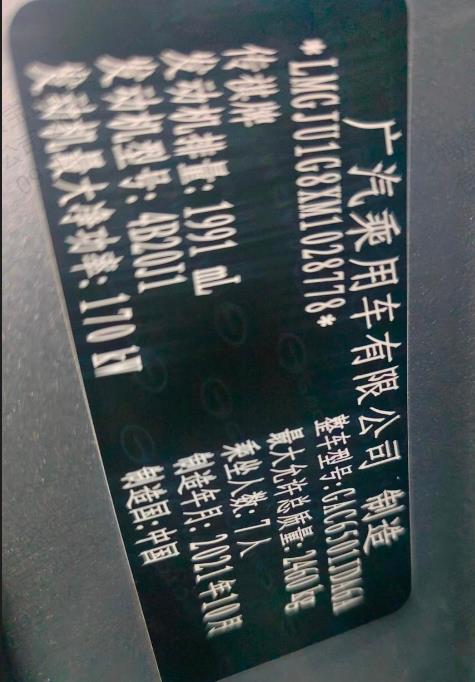 广汽乘用车有限公司 制造
*LMGJU1G8XM1028778*
传祺牌
整车型号:GAC6501DMA6A
发动机排量: 1991 mL
最大允许总质量: 2460 kg
发动机型号: 4B20J1
乘坐人数: 7人
发动机最大净功率: 170 kW
制造年月: 2021年10月
制造国:中国